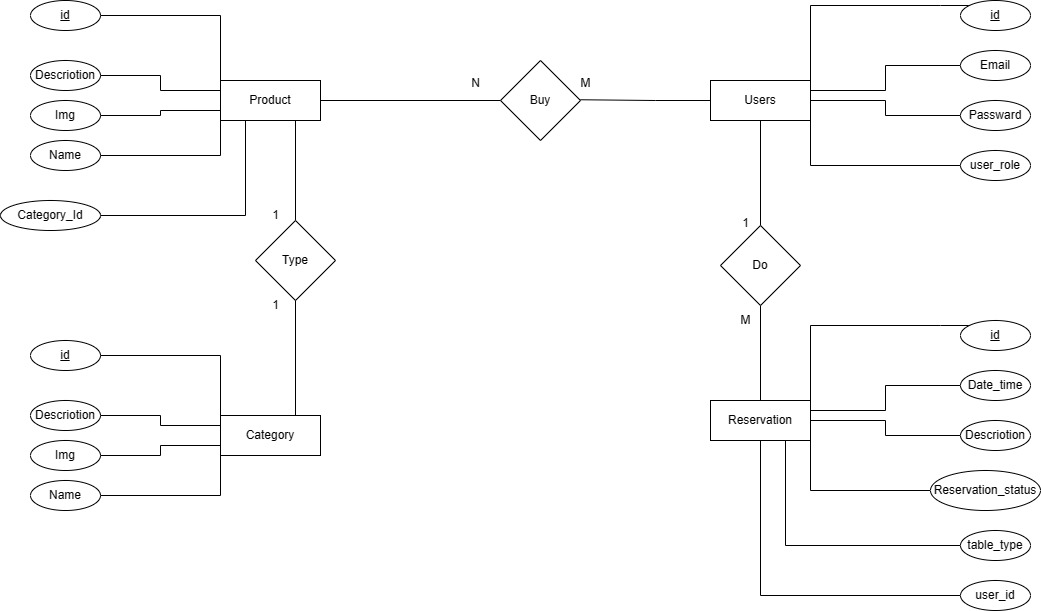 id
Descriotion
Img
Name
Category_Id
Product
N
Buy
M
Users
id
Email
Passward
user_role
1
Type
1
1
Do
M
id
Descriotion
Img
Name
Category
Reservation
id
Date_time
Descriotion
Reservation_status
table_type
user_id